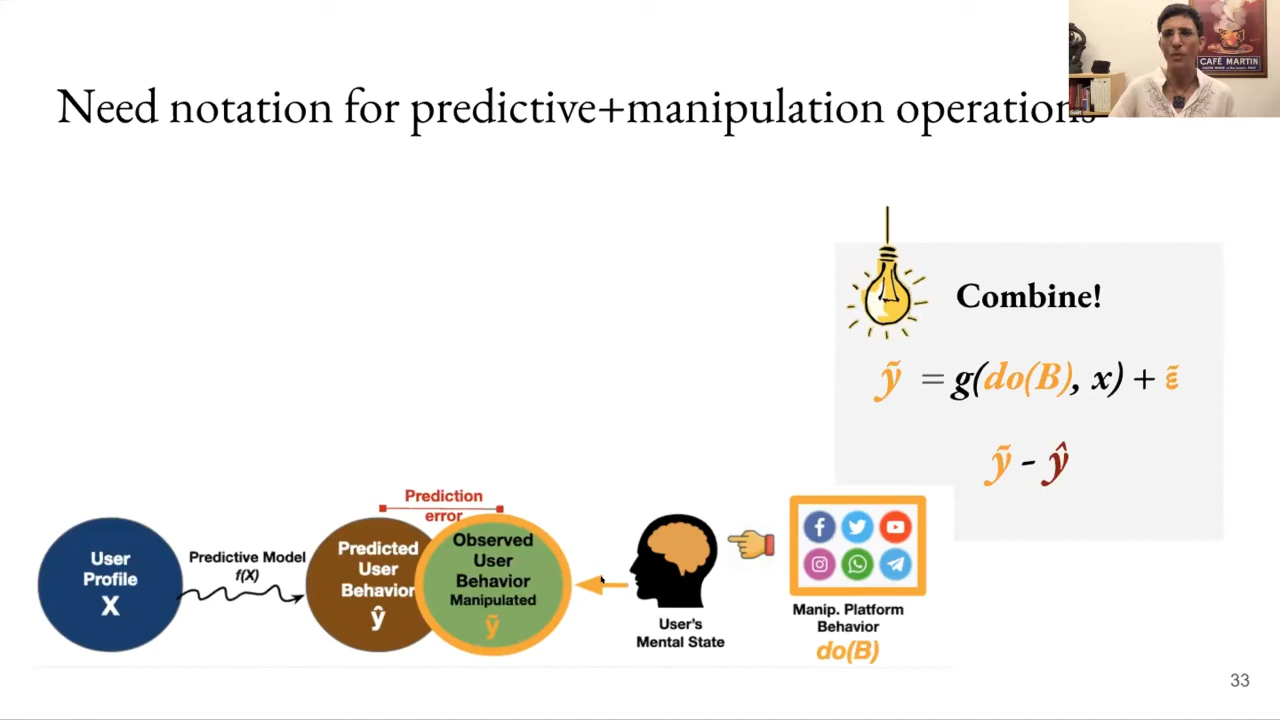 Need notation for predictive+manipulation operations
CAFÉ MARTIN
Galit
Combine!
ỹ = g(do(B), x) + ε̃
ỹ - ŷ
Prediction
error
User
Profile
X
Predictive Model
f(X)
Predicted
User
Behavior
ŷ
Observed
User
Behavior
Manipulated
ỹ
User's
Mental State
Manip. Platform
Behavior
do(B)
33